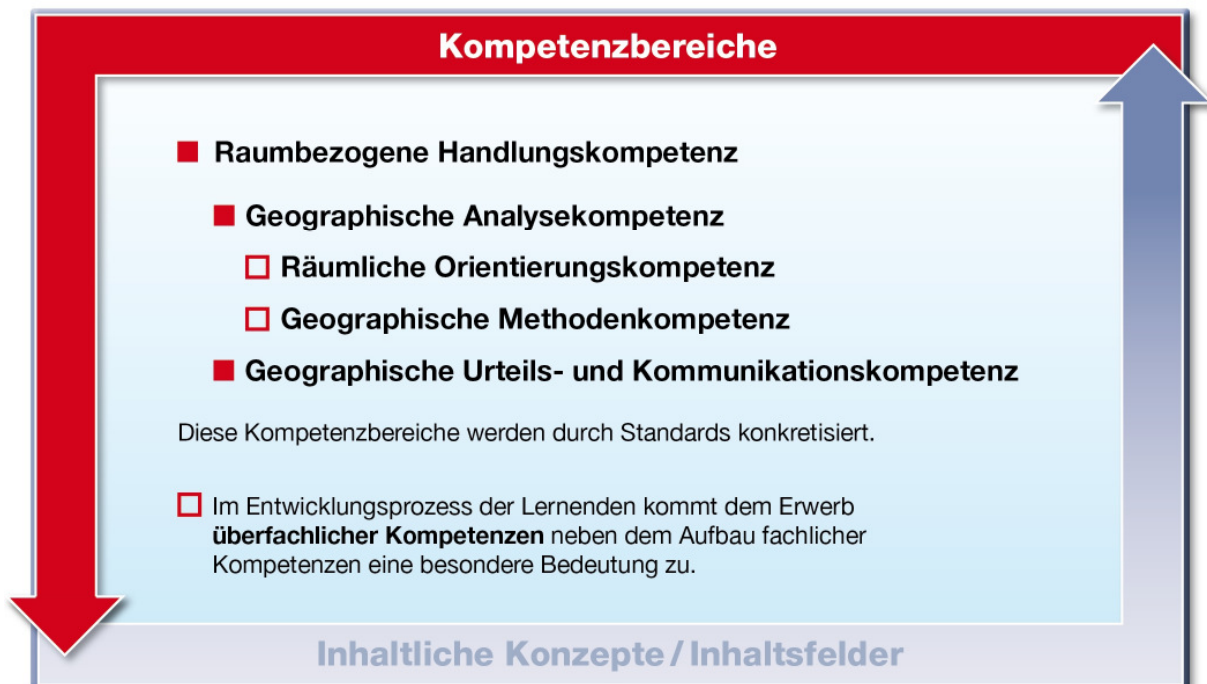 Kompetenzbereiche
Raumbezogene Handlungskompetenz
Geographische Analysekompetenz
Räumliche Orientierungskompetenz
Geographische Methodenkompetenz
Geographische Urteils- und Kommunikationskompetenz
Diese Kompetenzbereiche werden durch Standards konkretisiert.
Im Entwicklungsprozess der Lernenden kommt dem Erwerb
überfachlicher Kompetenzen neben dem Aufbau fachlicher
Kompetenzen eine besondere Bedeutung zu.
Inhaltliche Konzepte / Inhaltsfelder